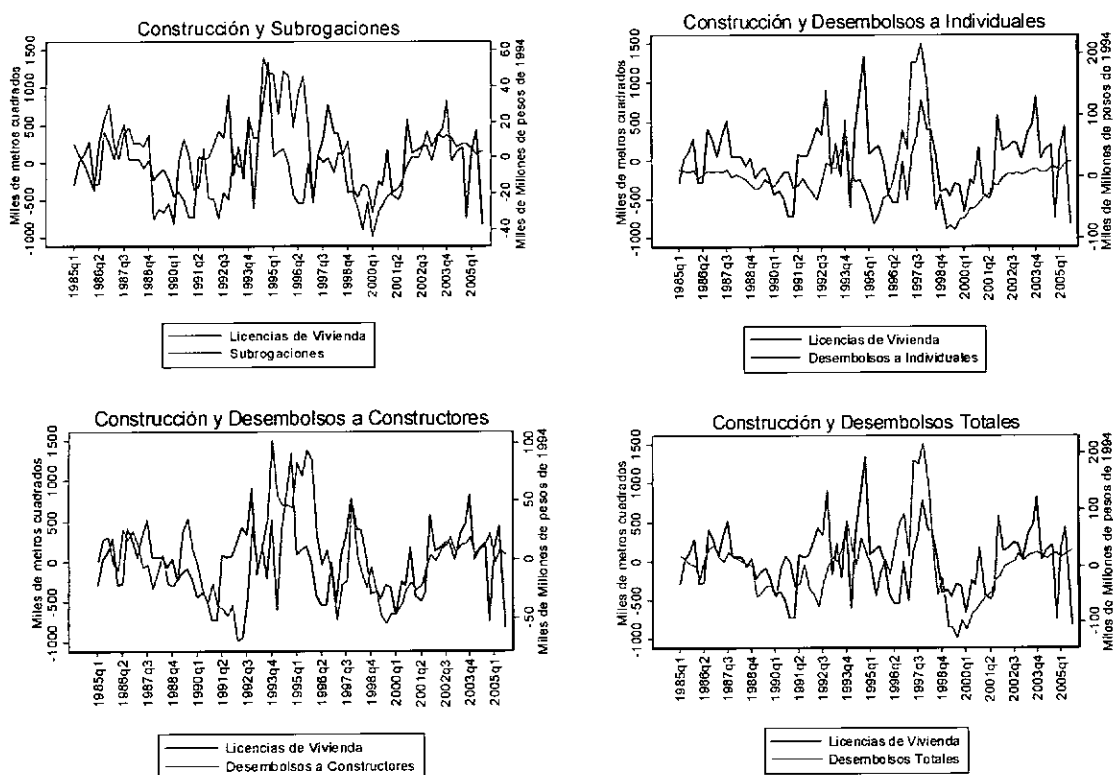 Construcción y Subrogaciones
Miles de metros cuadrados
-1000 -500 0 500 1000 1500
-40 -20 0 20 40 60
Miles de Millones de pesos de 1994
1985q1 1986q2 1987q3 1988q4 1990q1 1991q2 1992q3 1993q4 1995q1 1996q2 1997q3 1998q4 2000q1 2001q2 2002q3 2003q4 2005q1
Licencias de Vivienda
Subrogaciones
Construcción y Desembolsos a Individuales
Miles de metros cuadrados
-1000 -500 0 500 1000 1500
-100 0 100 200
Miles de Millones de pesos de 1994
1985q1 1986q2 1987q3 1988q4 1990q1 1991q2 1992q3 1993q4 1995q1 1996q2 1997q3 1998q4 2000q1 2001q2 2002q3 2003q4 2005q1
Licencias de Vivienda
Desembolsos a Individuales
Construcción y Desembolsos a Constructores
Miles de metros cuadrados
-1000 -500 0 500 1000 1500
-50 0 50 100
Miles de Millones de pesos de 1994
1985q1 1986q2 1987q3 1988q4 1990q1 1991q2 1992q3 1993q4 1995q1 1996q2 1997q3 1998q4 2000q1 2001q2 2002q3 2003q4 2005q1
Licencias de Vivienda
Desembolsos a Constructores
Construcción y Desembolsos Totales
Miles de metros cuadrados
-1000 -500 0 500 1000 1500
-100 0 100 200
Miles de Millones de pesos de 1994
1985q1 1986q2 1987q3 1988q4 1990q1 1991q2 1992q3 1993q4 1995q1 1996q2 1997q3 1998q4 2000q1 2001q2 2002q3 2003q4 2005q1
Licencias de Vivienda
Desembolsos Totales